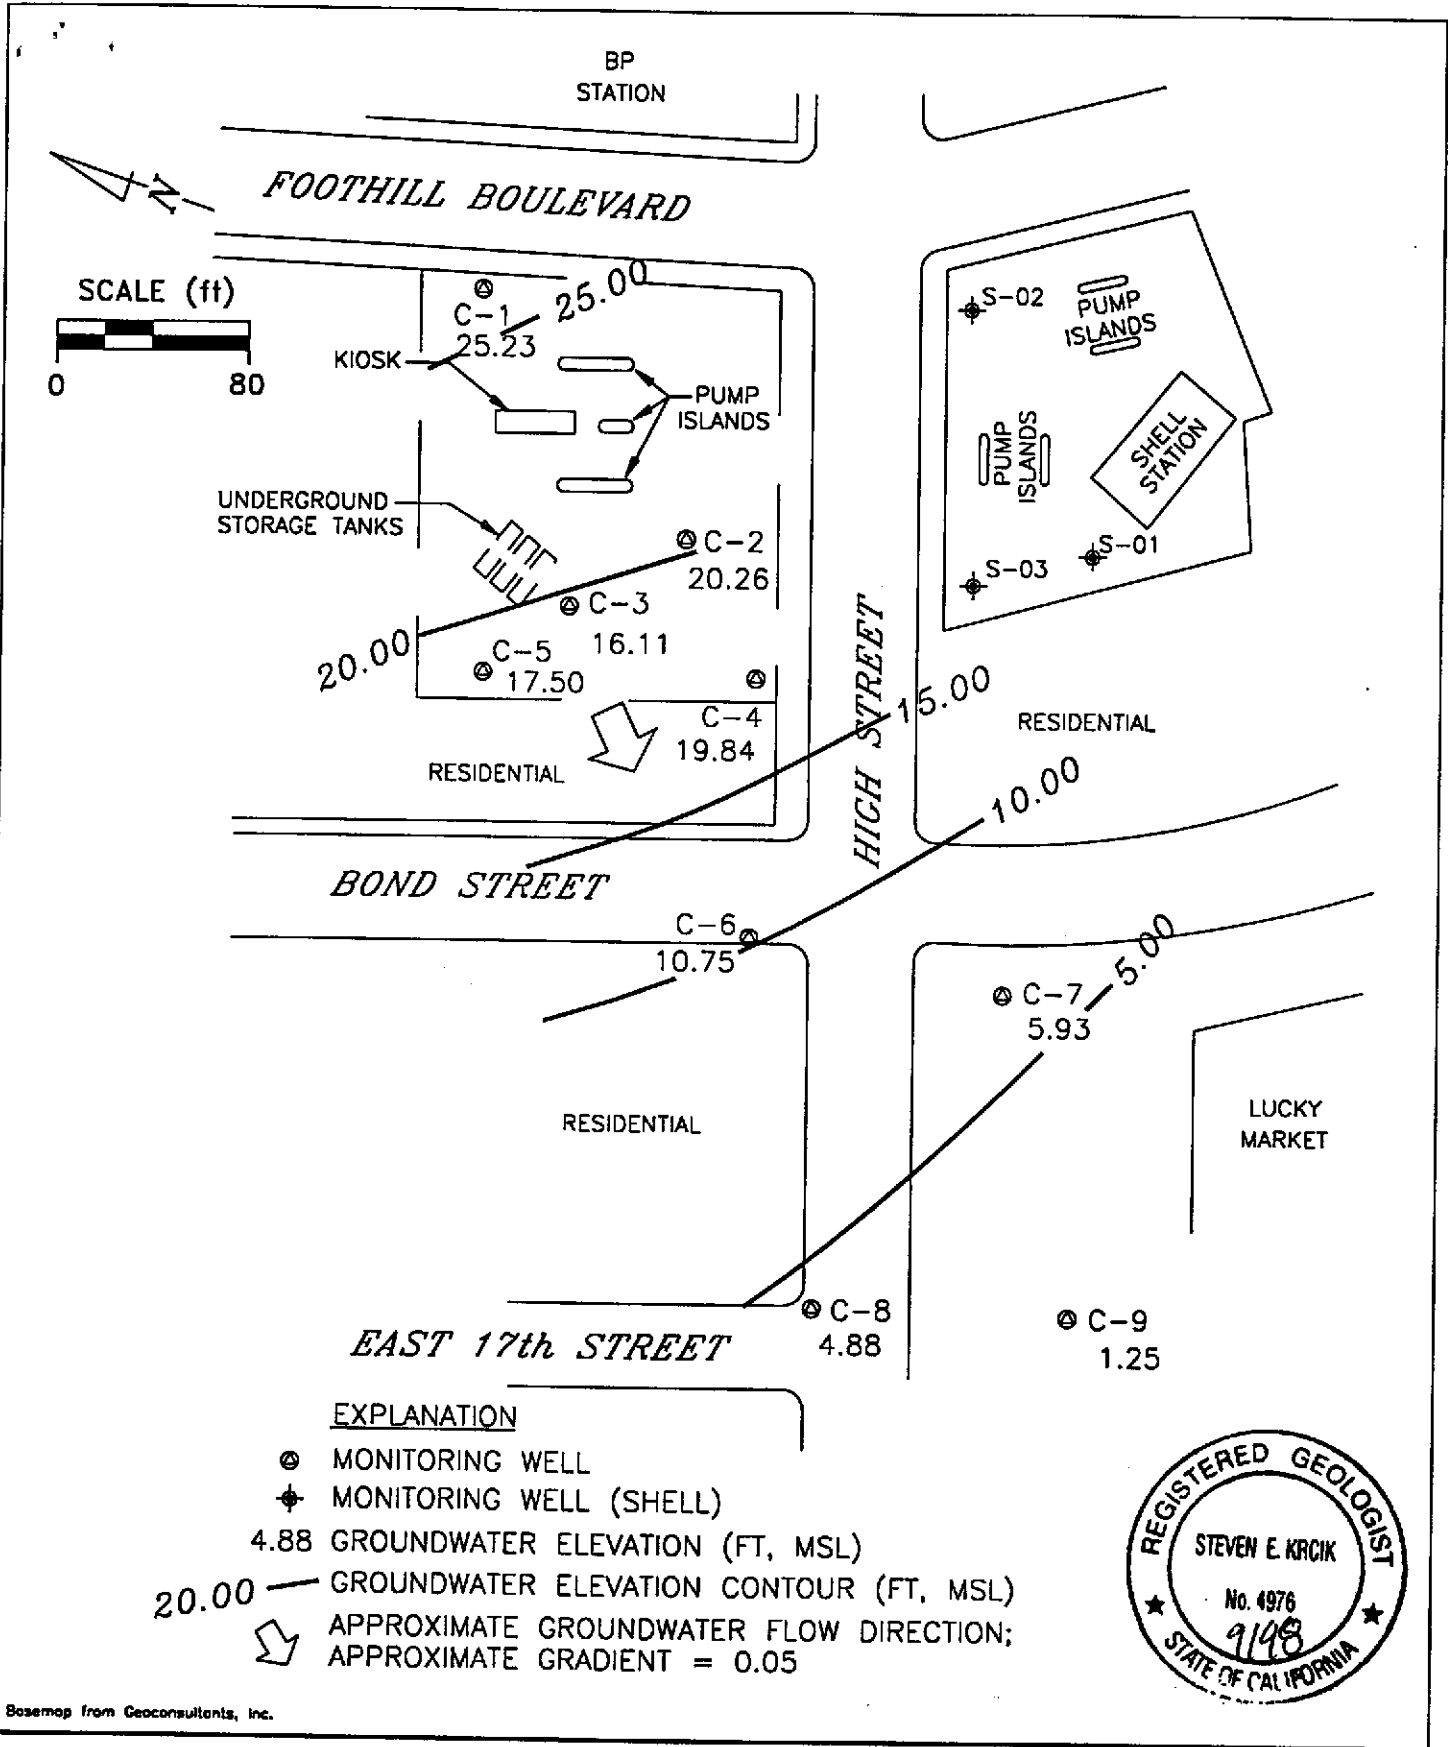 BP
STATION
FOOTHILL BOULEVARD
N
SCALE (ft)
0 80
C-1
25.23
25.00
KIOSK
PUMP
ISLANDS
UNDERGROUND
STORAGE TANKS
C-2
20.26
C-3
16.11
20.00
C-5
17.50
C-4
19.84
RESIDENTIAL
S-02
PUMP
ISLANDS
PUMP
ISLANDS
SHELL
STATION
S-01
S-03
HIGH STREET
15.00
RESIDENTIAL
10.00
BOND STREET
C-6
10.75
5.00
C-7
5.93
RESIDENTIAL
LUCKY
MARKET
C-8
4.88
C-9
1.25
EAST 17th STREET
EXPLANATION
MONITORING WELL
MONITORING WELL (SHELL)
4.88 GROUNDWATER ELEVATION (FT, MSL)
20.00 GROUNDWATER ELEVATION CONTOUR (FT, MSL)
APPROXIMATE GROUNDWATER FLOW DIRECTION;
APPROXIMATE GRADIENT = 0.05
REGISTERED GEOLOGIST
STEVEN E. KRCIK
No. 4976
9/98
STATE OF CALIFORNIA
Basemap from Geoconsultants, Inc.